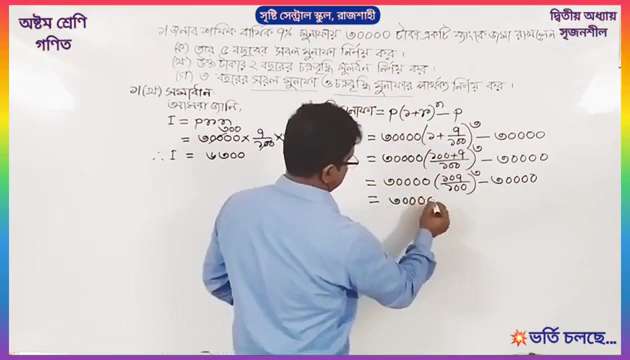 সৃষ্টি সেন্ট্রাল স্কুল, রাজশাহী
অষ্টম শ্রেণি
গণিত
দ্বিতীয় অধ্যায়
সৃজনশীল
বার্ষিক ৭% মুনাফায় ৩০০০০ টাকা একটি ব্যাংকে জমা রাখলেন
(ক) তার ৫ বছরের সরল মুনাফা নির্ণয় কর।
(খ) উক্ত টাকার ২ বছরের চক্রবৃদ্ধি মূলধন নির্ণয় কর।
(গ) ৩ বছরের সরল মুনাফা ও চক্রবৃদ্ধি মুনাফার পার্থক্য নির্ণয় কর।
সমাধান
আমরা জানি,
I = prn
= ৩০০০০ × ৭/১০০ ×
∴ I = ৬৩০০
মুনাফা = p(১+r)ⁿ − p
= ৩০০০০ (১ + ৭/১০০)³ − ৩০০০০
= ৩০০০০ (১০০+৭/১০০)³ − ৩০০০০
= ৩০০০০ (১০৭/১০০)³ − ৩০০০০
= ৩০০০
ভর্তি চলছে...